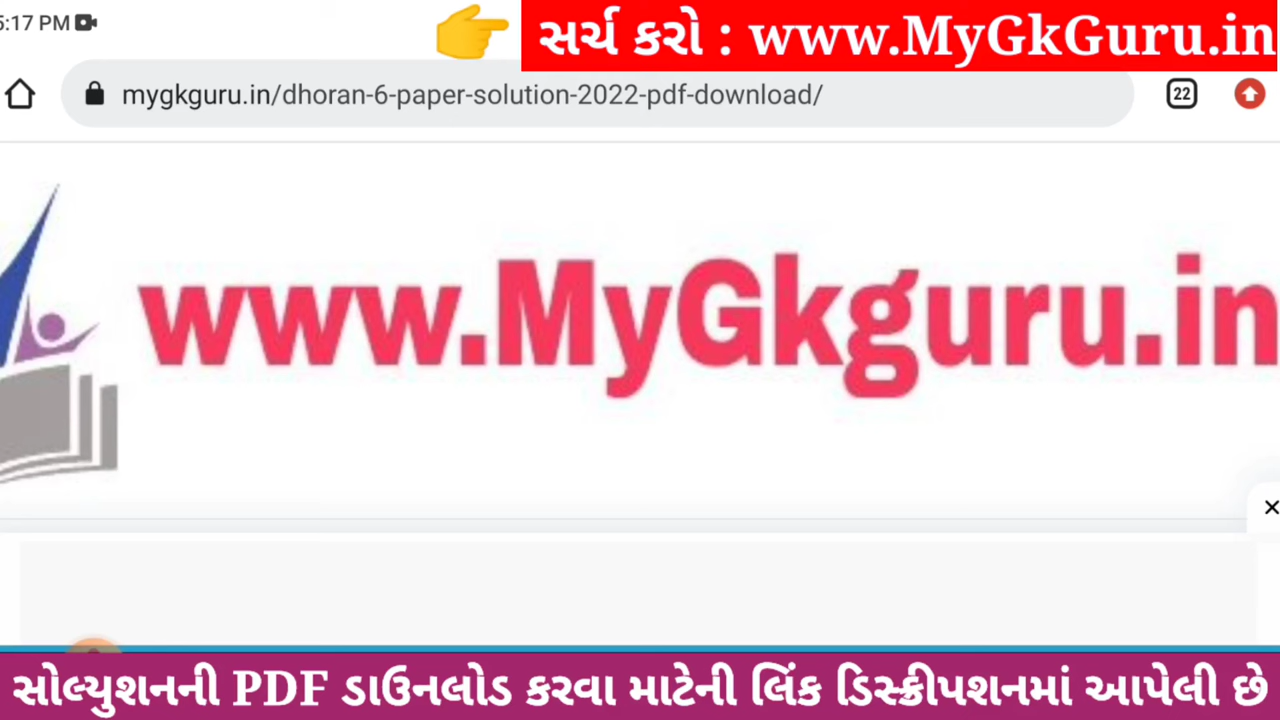 5:17 PM
સર્ચ કરો : www.MyGkGuru.in
mygkguru.in/dhoran-6-paper-solution-2022-pdf-download/
22
www.MyGkguru.in
સોલ્યુશનની PDF ડાઉનલોડ કરવા માટેની લિંક ડિસ્ક્રીપશનમાં આપેલી છે